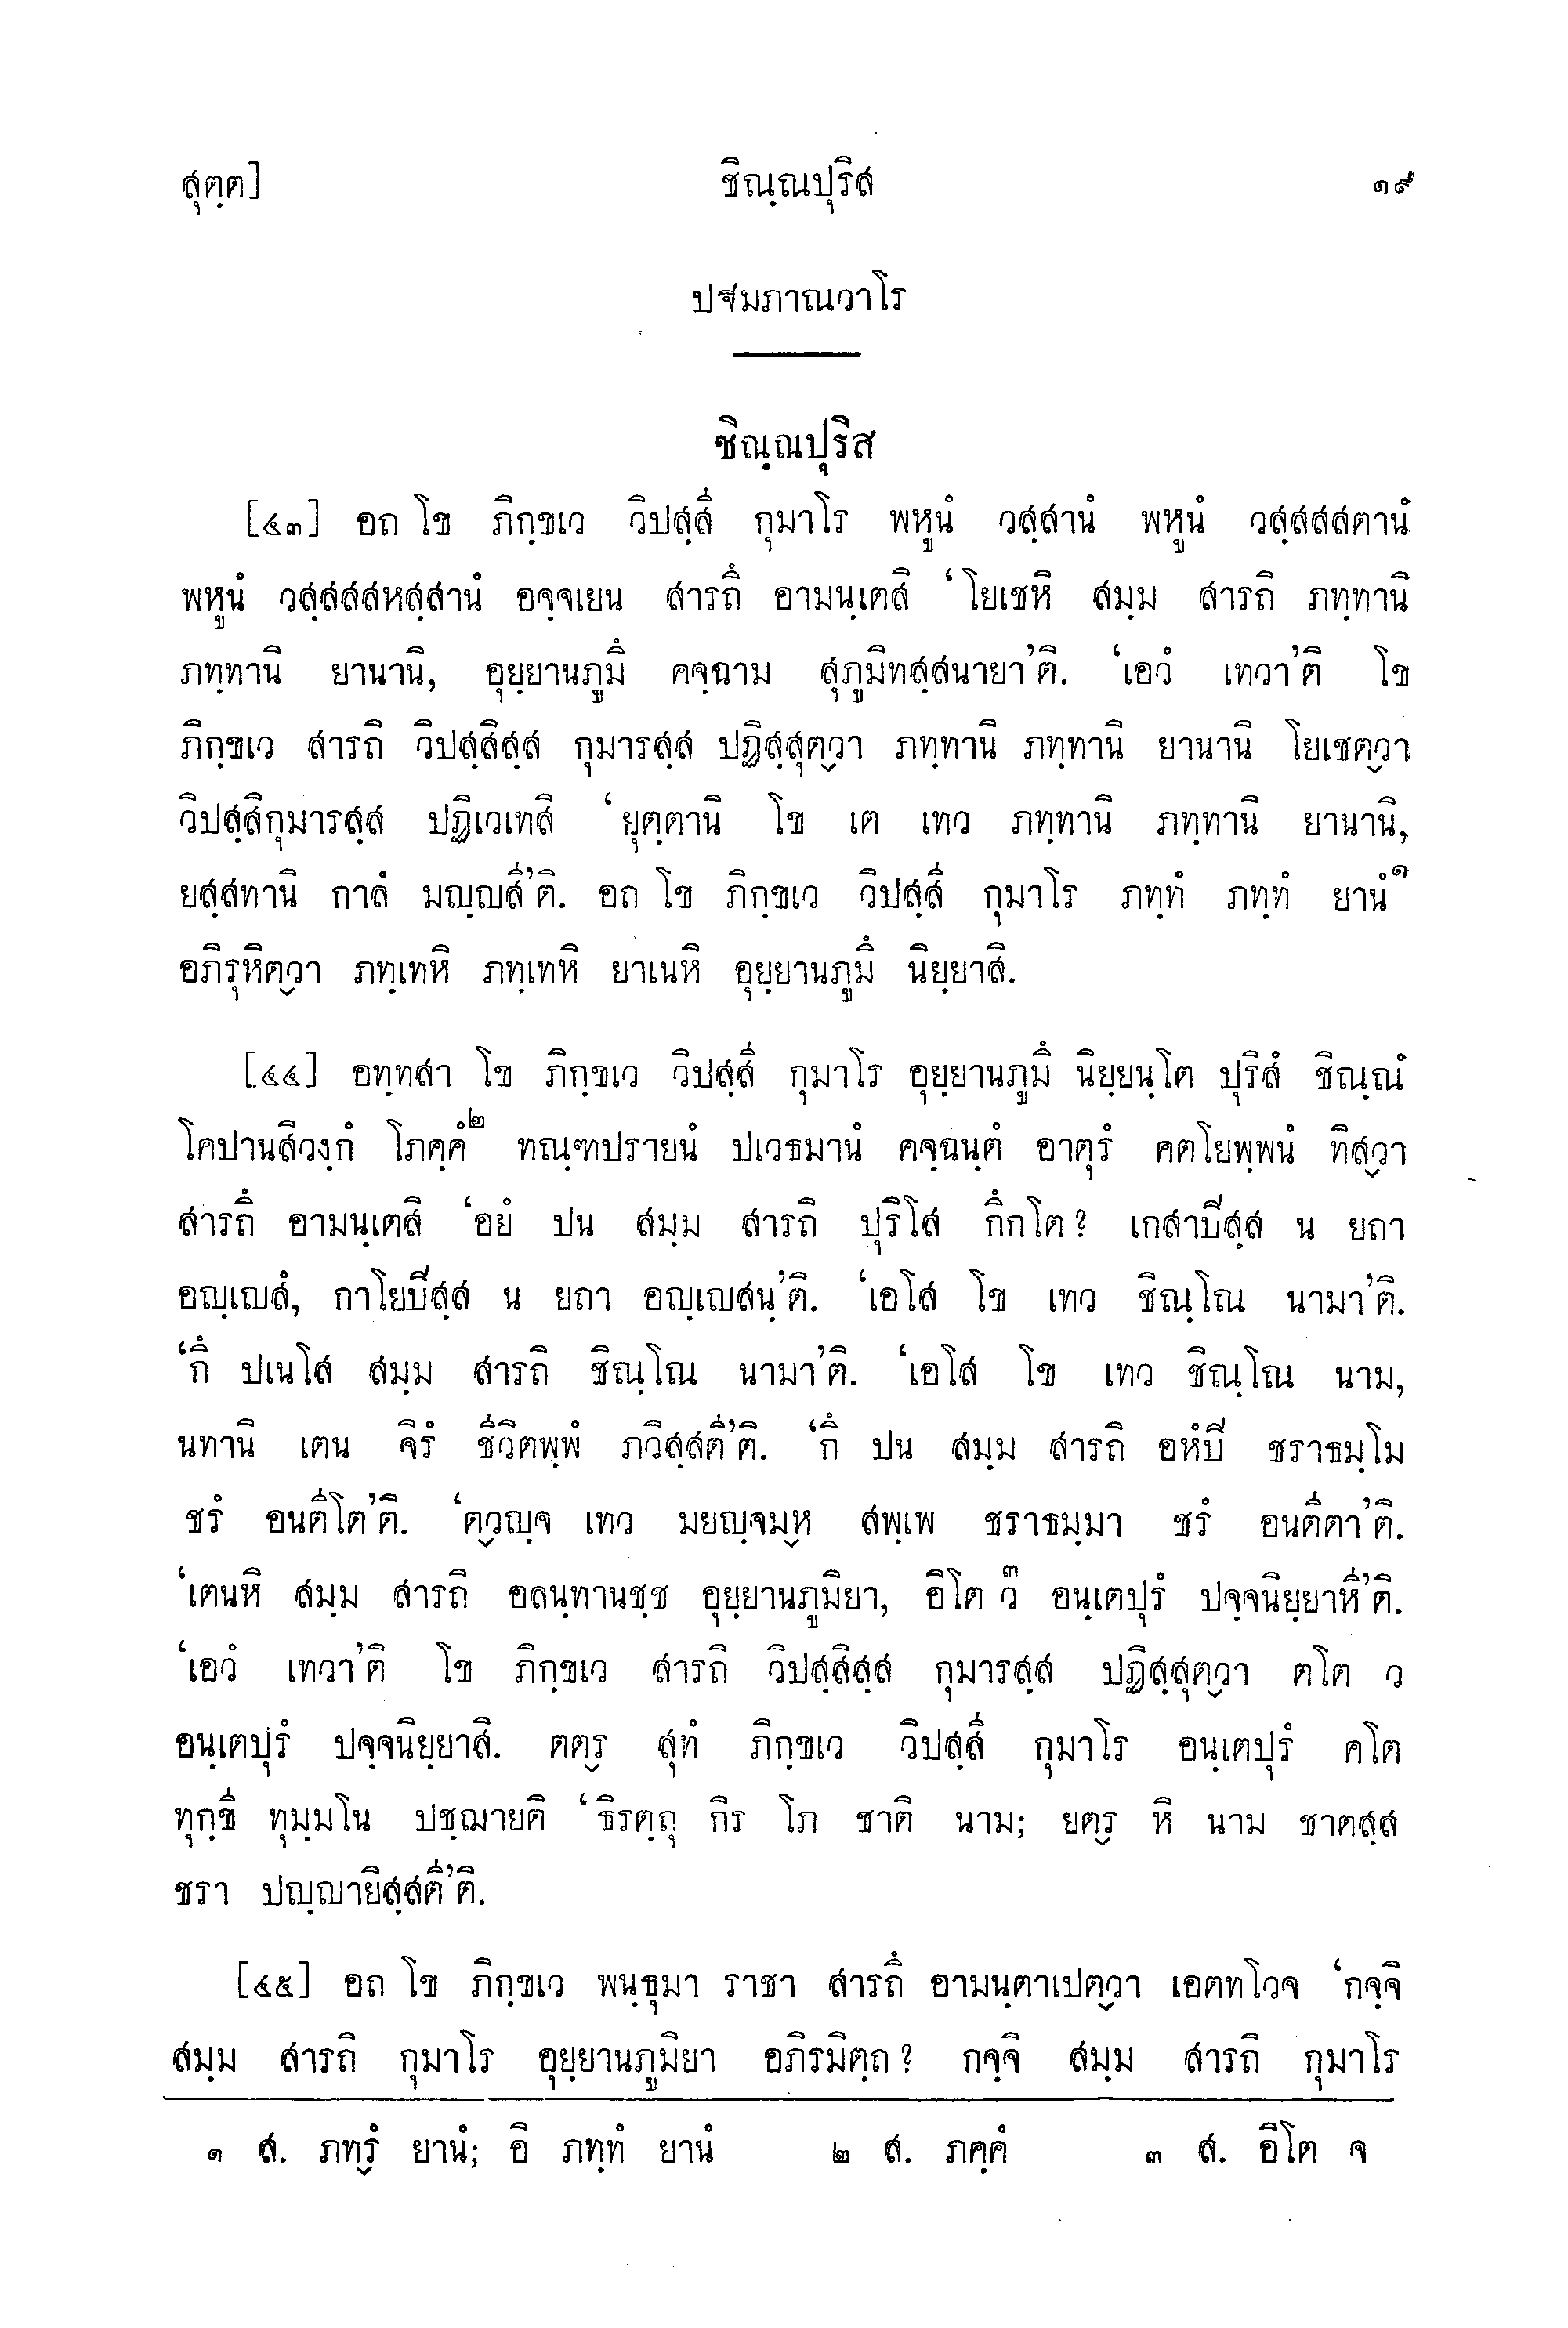 สุตฺต]
ชิณฺณปุริส
๑๙
ปฐมภาณวาโร
ชิณฺณปุริส
[๔๓] อถ โข ภิกฺขเว วิปสฺสี กุมาโร พหูนํ วสฺสานํ พหูนํ วสฺสสสตานํ
พหูนํ วสฺสสสหสฺสานํ อจฺจเยน สารถึ อามนฺเตสิ ‘โยเชหิ สมฺม สารถิ ภทฺทานิ
ภทฺทานิ ยานานิ, อุยฺยานภูมึ คจฺฉาม สุภูมิทสฺสนายา’ติ. ‘เอวํ เทวา’ติ โข
ภิกฺขเว สารถิ วิปสฺสิสฺส กุมารสฺส ปฏิสฺสุตฺวา ภทฺทานิ ภทฺทานิ ยานานิ โยเชตฺวา
วิปสฺสิกุมารสฺส ปฏิเวเทสิ ‘ยุตฺตานิ โข เต เทว ภทฺทานิ ภทฺทานิ ยานานิ,
ยสฺสทานิ กาลํ มญฺญสี’ติ. อถ โข ภิกฺขเว วิปสฺสี กุมาโร ภทฺทํ ภทฺทํ ยานํ๑
อภิรุหิตฺวา ภทฺเทหิ ภทฺเทหิ ยาเนหิ อุยฺยานภูมึ นิยฺยาสิ.
[๔๔] อทฺทสา โข ภิกฺขเว วิปสฺสี กุมาโร อุยฺยานภูมึ นิยฺยนฺโต ปุริสํ ชิณฺณํ
โคปานสิวงฺกํ โภคฺคํ๒ ทณฺฑปรายนํ ปเวธมานํ คจฺฉนฺตํ อาตุรํ คตโยพฺพนํ ทิสฺวา
สารถึ อามนฺเตสิ ‘อยํ ปน สมฺม สารถิ ปุริโส กึกโต? เกสาปิสฺส น ยถา
อญฺเญสํ, กาโยปิสฺส น ยถา อญฺเญสนฺ’ติ. ‘เอโส โข เทว ชิณฺโณ นามา’ติ.
‘กึ ปเนโส สมฺม สารถิ ชิณฺโณ นามา’ติ. ‘เอโส โข เทว ชิณฺโณ นาม,
นทานิ เตน จิรํ ชีวิตพฺพํ ภวิสฺสตี’ติ. ‘กึ ปน สมฺม สารถิ อหํปิ ชราธมฺโม
ชรํ อนตีโต’ติ. ‘ตฺวญฺจ เทว มยญฺจมฺห สพฺเพ ชราธมฺมา ชรํ อนตีตา’ติ.
‘เตนหิ สมฺม สารถิ อลนฺทานชฺช อุยฺยานภูมิยา, อิโต ว๓ อนฺเตปุรํ ปจฺจนิยฺยาหี’ติ.
‘เอวํ เทวา’ติ โข ภิกฺขเว สารถิ วิปสฺสิสฺส กุมารสฺส ปฏิสฺสุตฺวา ตโต ว
อนฺเตปุรํ ปจฺจนิยฺยาสิ. ตตฺร สุทํ ภิกฺขเว วิปสฺสี กุมาโร อนฺเตปุรํ คโต
ทุกฺขี ทุมฺมโน ปชฺฌายติ ‘ธิรตฺถุ กิร โภ ชาติ นาม; ยตฺร หิ นาม ชาตสฺส
ชรา ปญฺญายิสฺสตี’ติ.
[๔๕] อถ โข ภิกฺขเว พนฺธุมา ราชา สารถึ อามนฺตาเปตฺวา เอตทโวจ ‘กจฺจิ
สมฺม สารถิ กุมาโร อุยฺยานภูมิยา อภิรมิตฺถ? กจฺจิ สมฺม สารถิ กุมาโร
๑ ส. ภทฺรํ ยานํ; อิ ภทฺทํ ยานํ ๒ ส. ภคฺคํ ๓ ส. อิโต จ